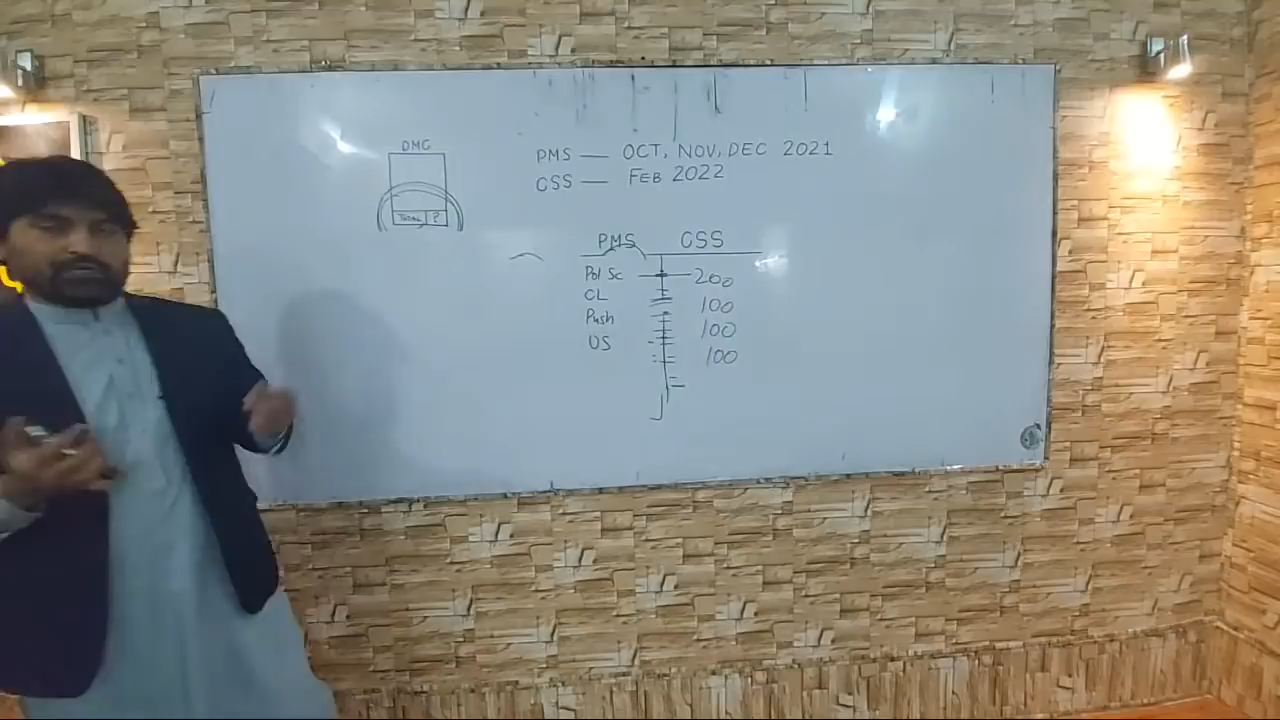 DMC
TOTAL ?
PMS — OCT, NOV, DEC 2021
CSS — FEB 2022
PMS CSS
Pol Sc 200
CL 100
Push 100
US 100